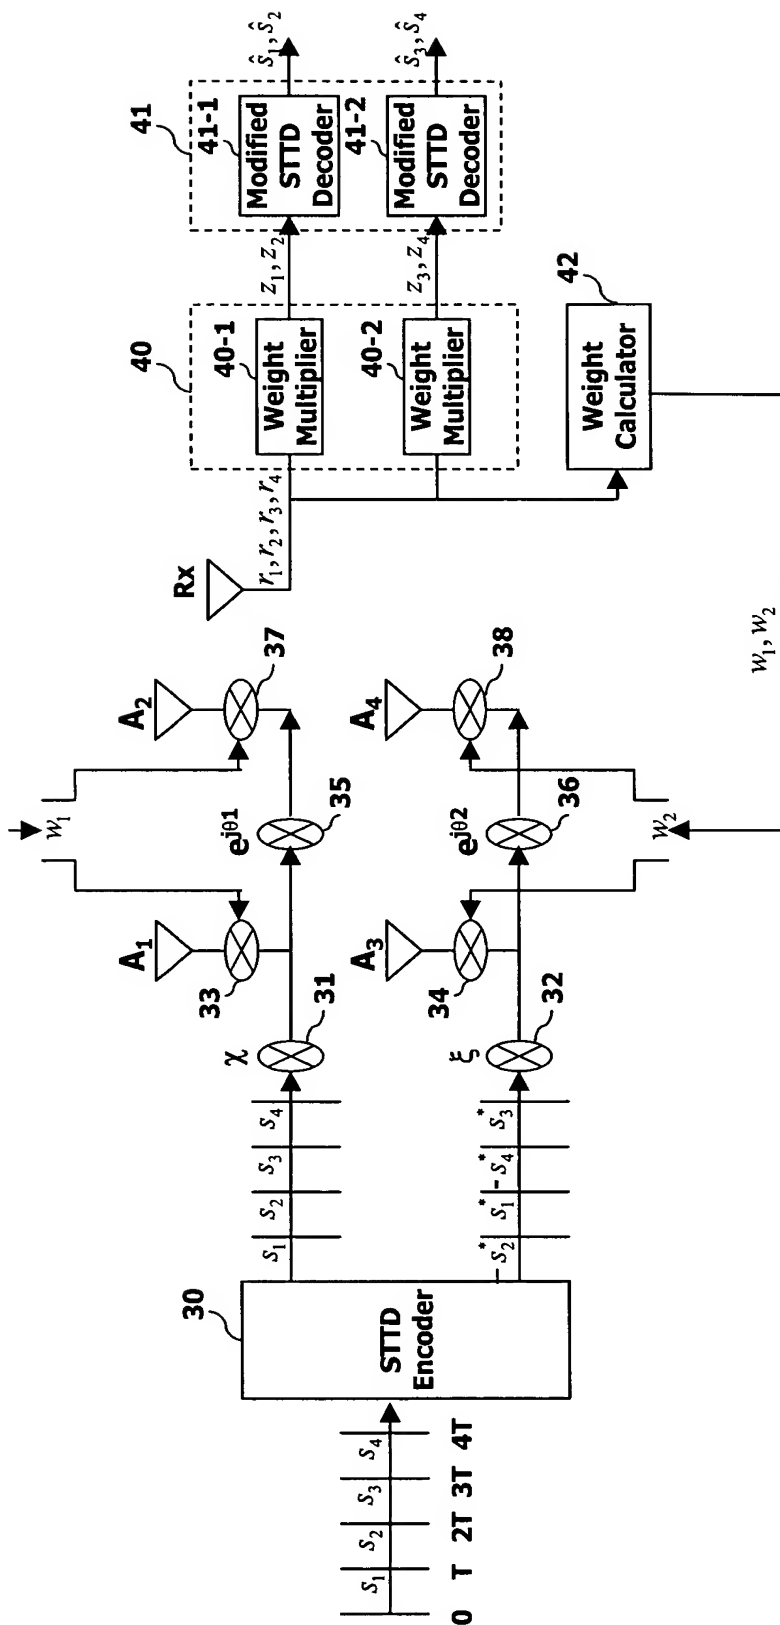 0 T 2T 3T 4T
s1 s2 s3 s4
30
STTD
Encoder
s1 s2 s3 s4
-s2* s1* -s4* s3*
χ
31
ξ
32
A1
33
A3
34
w1
e^jθ1
35
e^jθ2
36
w2
A2
37
A4
38
w1, w2
Rx
r1, r2, r3, r4
40
40-1
Weight
Multiplier
40-2
Weight
Multiplier
42
Weight
Calculator
z1, z2
z3, z4
41
41-1
Modified
STTD
Decoder
41-2
Modified
STTD
Decoder
ŝ1, ŝ2
ŝ3, ŝ4